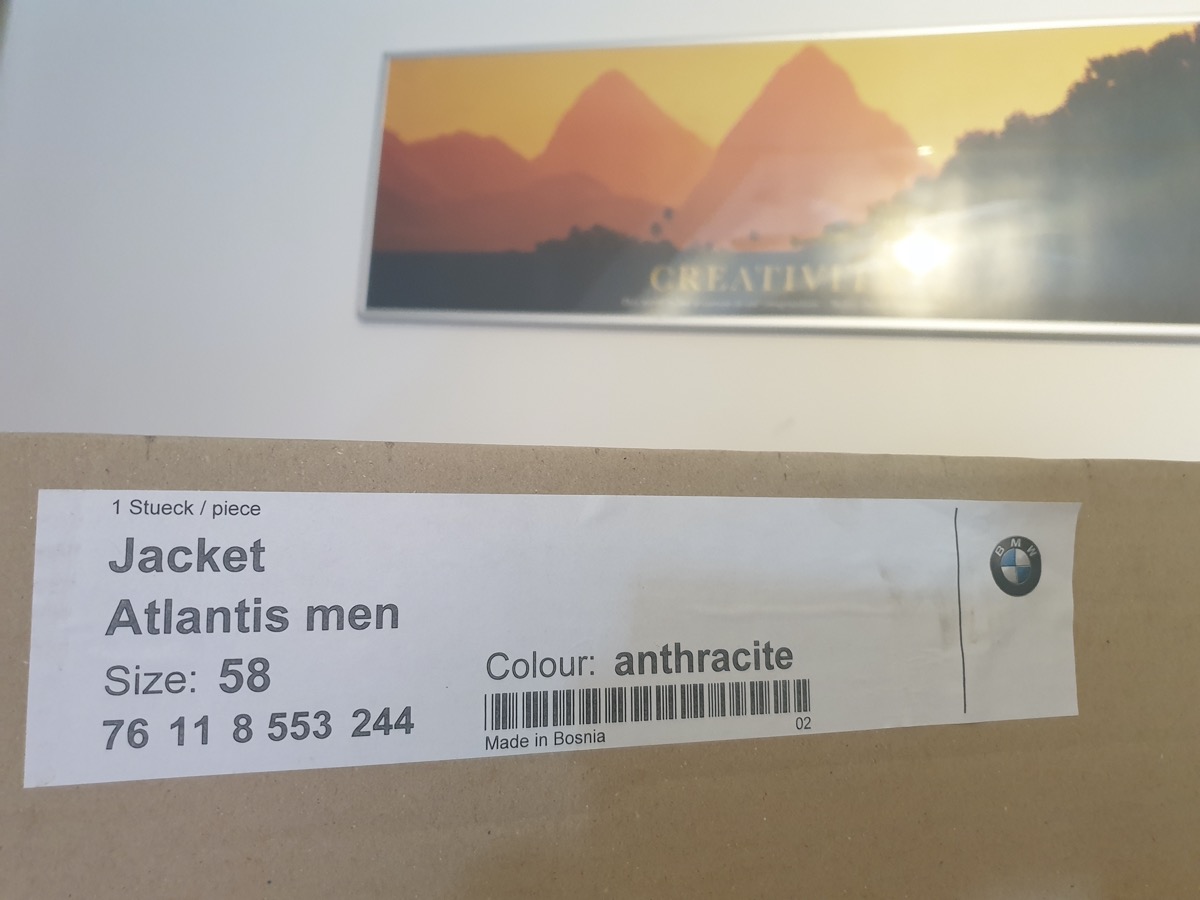 CREATIVI
1 Stueck / piece
Jacket
Atlantis men
Size: 58
Colour: anthracite
76 11 8 553 244
02
Made in Bosnia
BMW